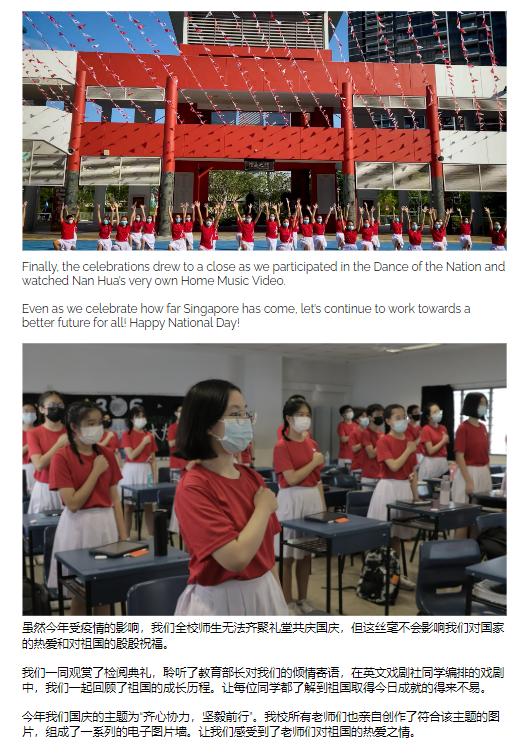 Finally, the celebrations drew to a close as we participated in the Dance of the Nation and
watched Nan Hua's very own Home Music Video.
Even as we celebrate how far Singapore has come, let's continue to work towards a
better future for all! Happy National Day!
306
虽然今年受疫情的影响，我们全校师生无法齐聚礼堂共庆国庆，但这丝毫不会影响我们对国家
的热爱和对祖国的殷殷祝福。
我们一同观赏了检阅典礼，聆听了教育部长对我们的倾情寄语，在英文戏剧社同学编排的戏剧
中，我们一起回顾了祖国的成长历程。让每位同学都了解到祖国取得今日成就的得来不易。
今年我们国庆的主题为“齐心协力，坚毅前行”。我校所有老师们也亲自创作了符合该主题的图
片，组成了一系列的电子图片墙。让我们感受到了老师们对祖国的热爱之情。